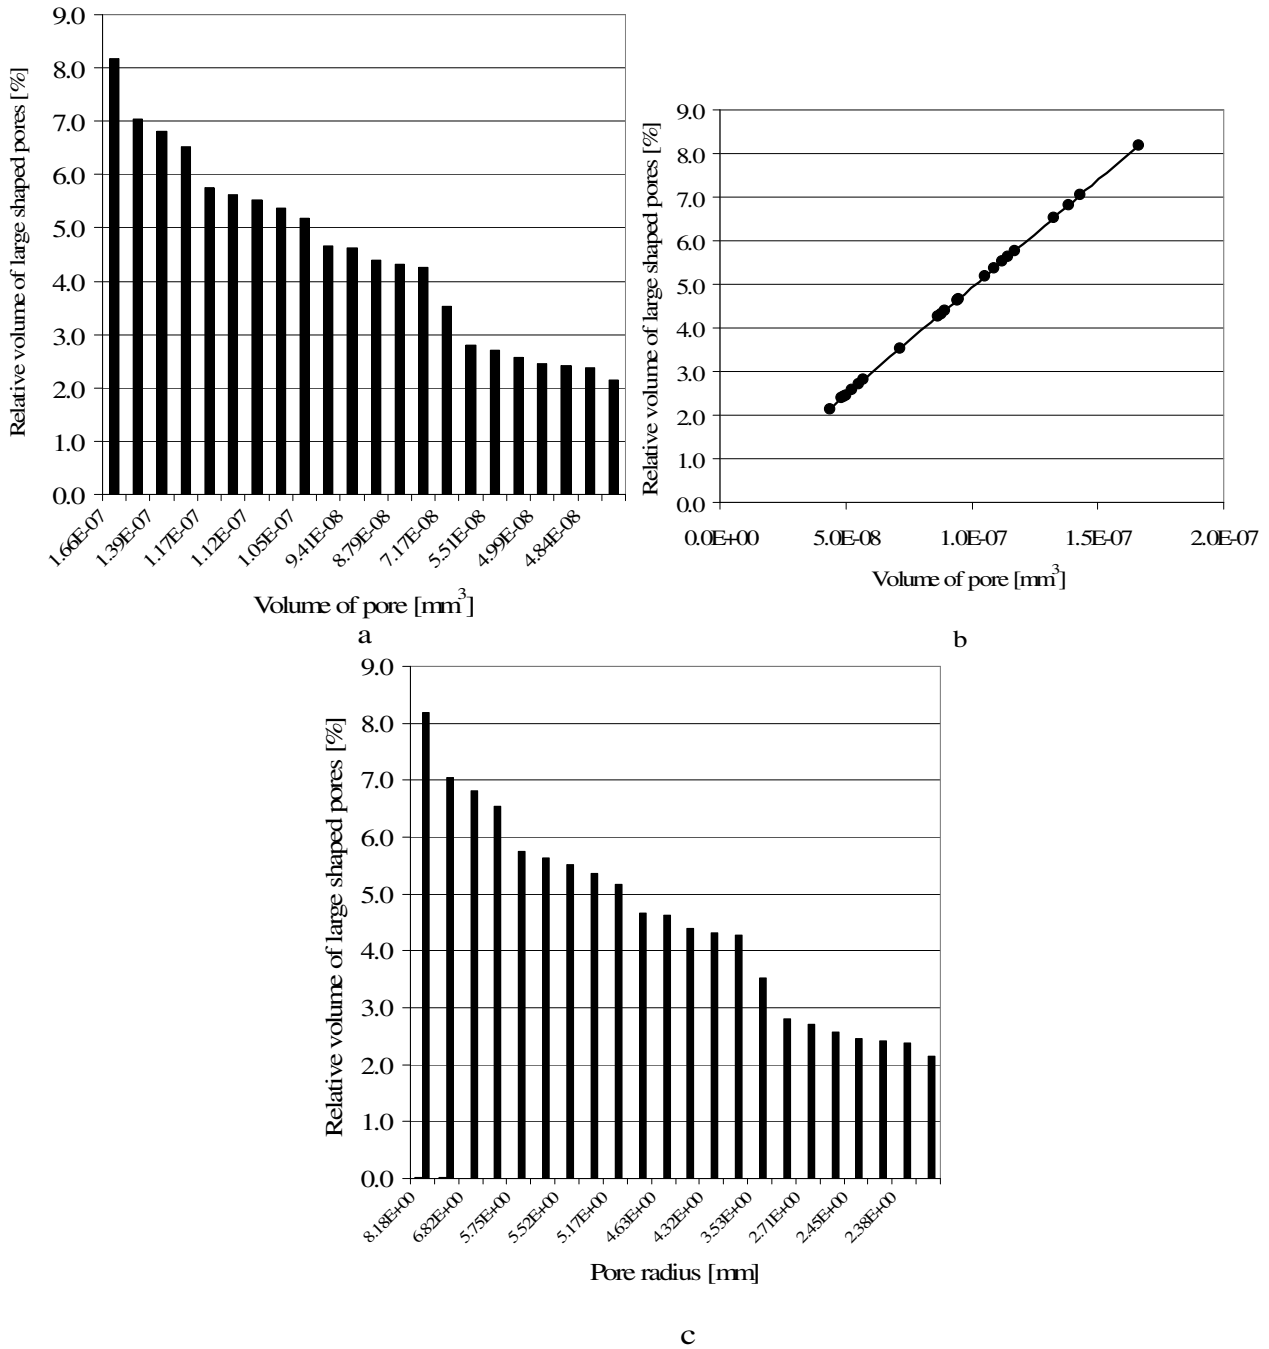 9.0
8.0
7.0
6.0
5.0
4.0
3.0
2.0
1.0
0.0
Relative volume of large shaped pores [%]
1.66E-07 1.39E-07 1.17E-07 1.12E-07 1.05E-07 9.41E-08 8.79E-08 7.17E-08 5.51E-08 4.99E-08 4.84E-08
Volume of pore [mm3]
a
9.0
8.0
7.0
6.0
5.0
4.0
3.0
2.0
1.0
0.0
Relative volume of large shaped pores [%]
0.0E+00 5.0E-08 1.0E-07 1.5E-07 2.0E-07
Volume of pore [mm3]
b
9.0
8.0
7.0
6.0
5.0
4.0
3.0
2.0
1.0
0.0
Relative volume of large shaped pores [%]
8.18E+00 6.82E+00 5.75E+00 5.52E+00 5.17E+00 4.63E+00 4.32E+00 3.53E+00 2.71E+00 2.45E+00 2.38E+00
Pore radius [mm]
c